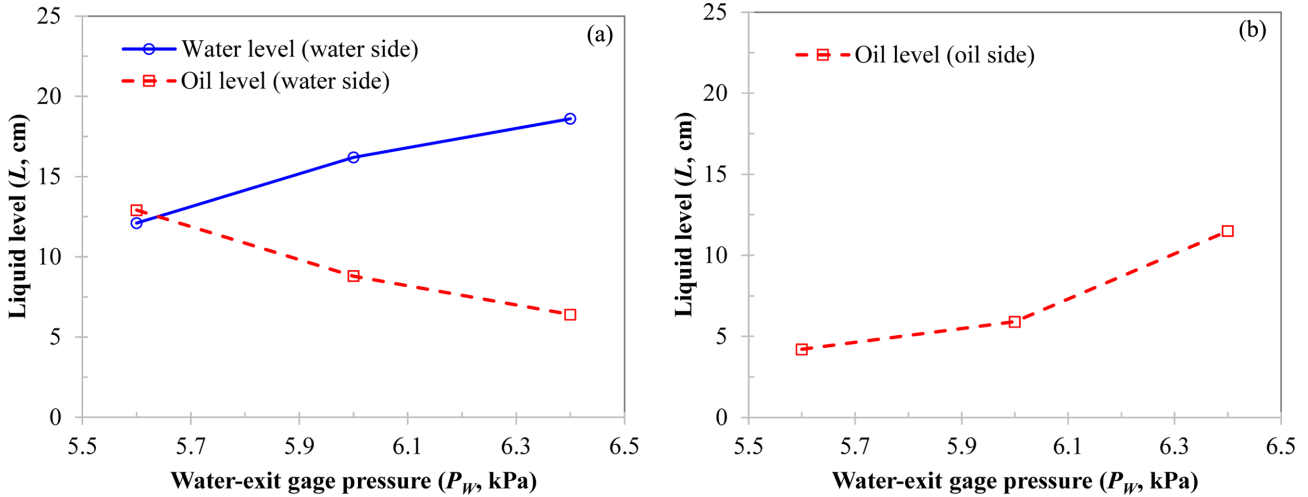 (a)
Water level (water side)
Oil level (water side)
Liquid level (L, cm)
25
20
15
10
5
0
5.5 5.7 5.9 6.1 6.3 6.5
Water-exit gage pressure (PW, kPa)
(b)
Oil level (oil side)
Liquid level (L, cm)
25
20
15
10
5
0
5.5 5.7 5.9 6.1 6.3 6.5
Water-exit gage pressure (PW, kPa)